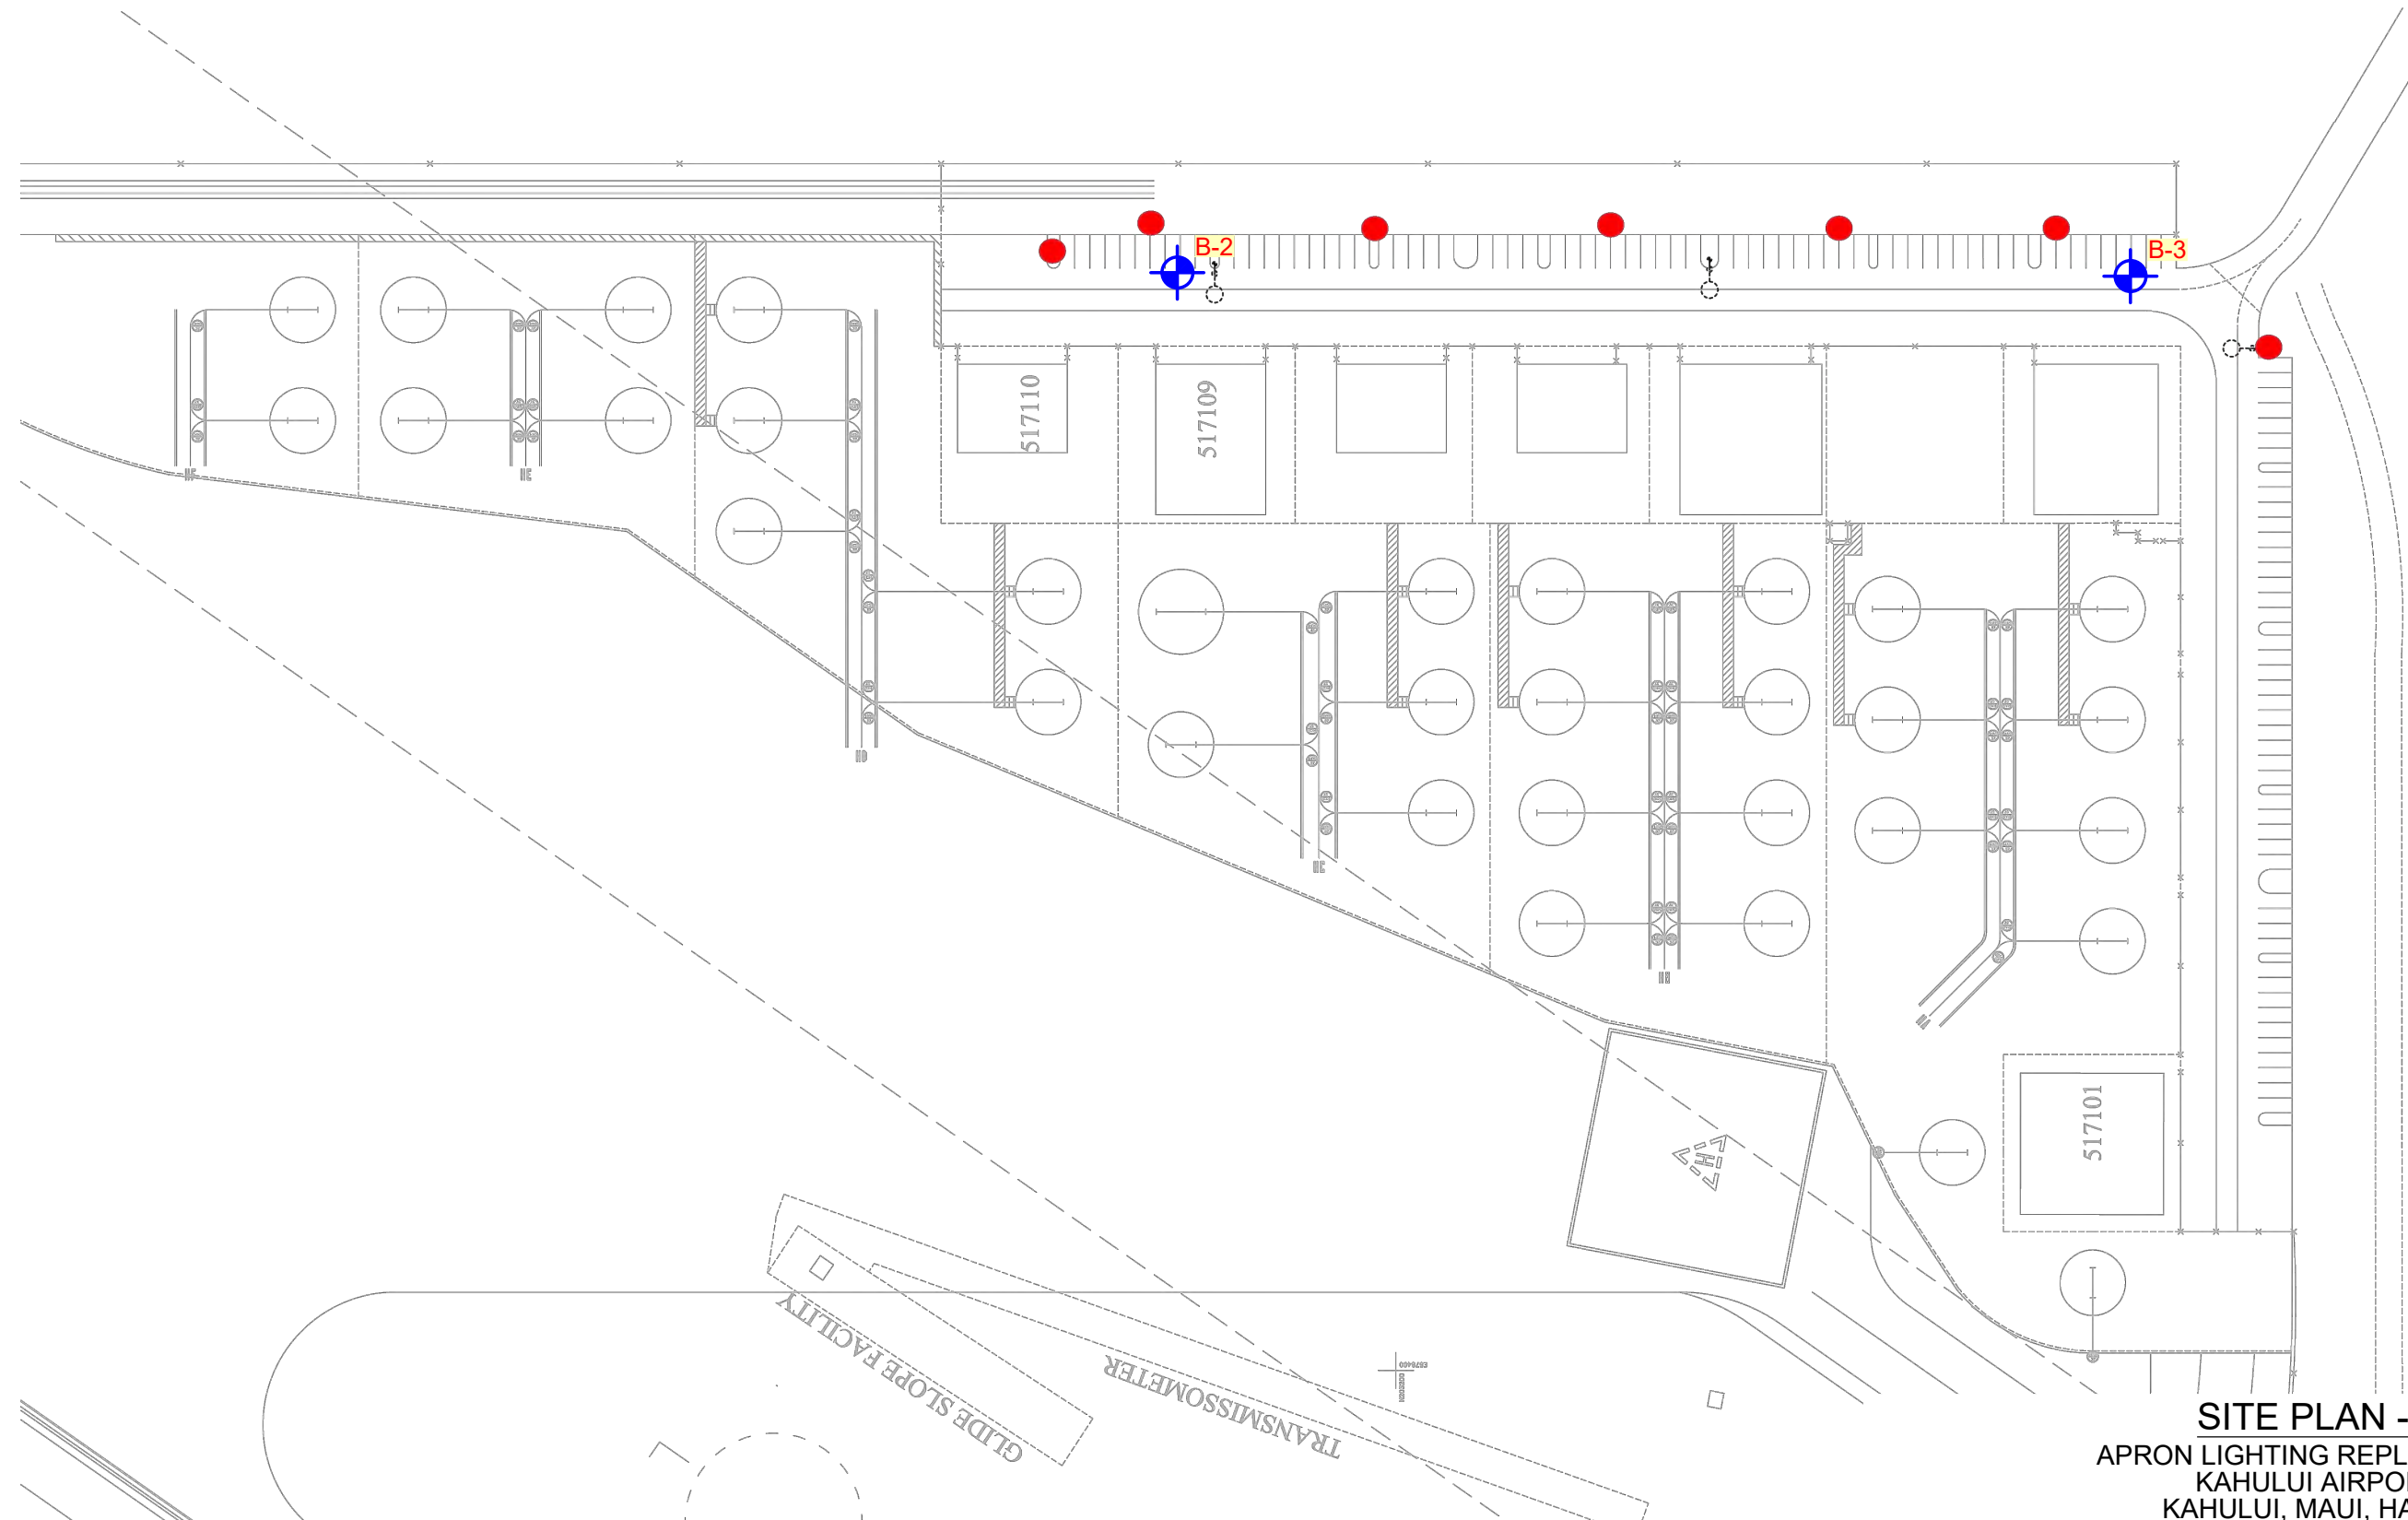 B-2
B-3
517110
517109
517101
H
GLIDE SLOPE FACILITY
TRANSMISSOMETER
SITE PLAN -
APRON LIGHTING REPL
KAHULUI AIRPO
KAHULUI, MAUI, HA